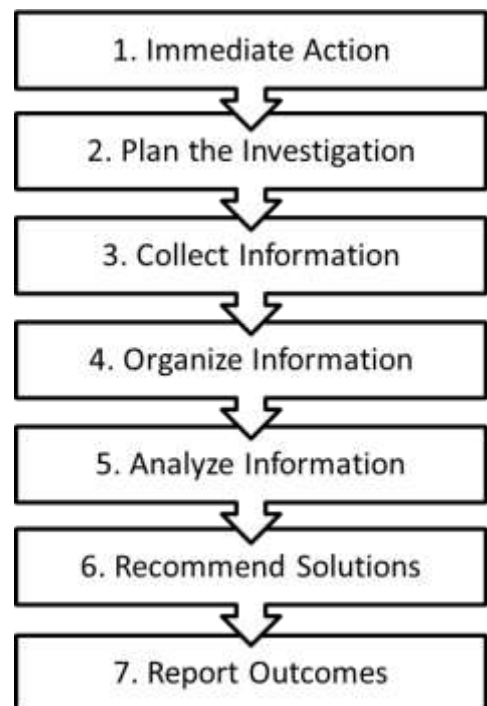 1. Immediate Action
2. Plan the Investigation
3. Collect Information
4. Organize Information
5. Analyze Information
6. Recommend Solutions
7. Report Outcomes